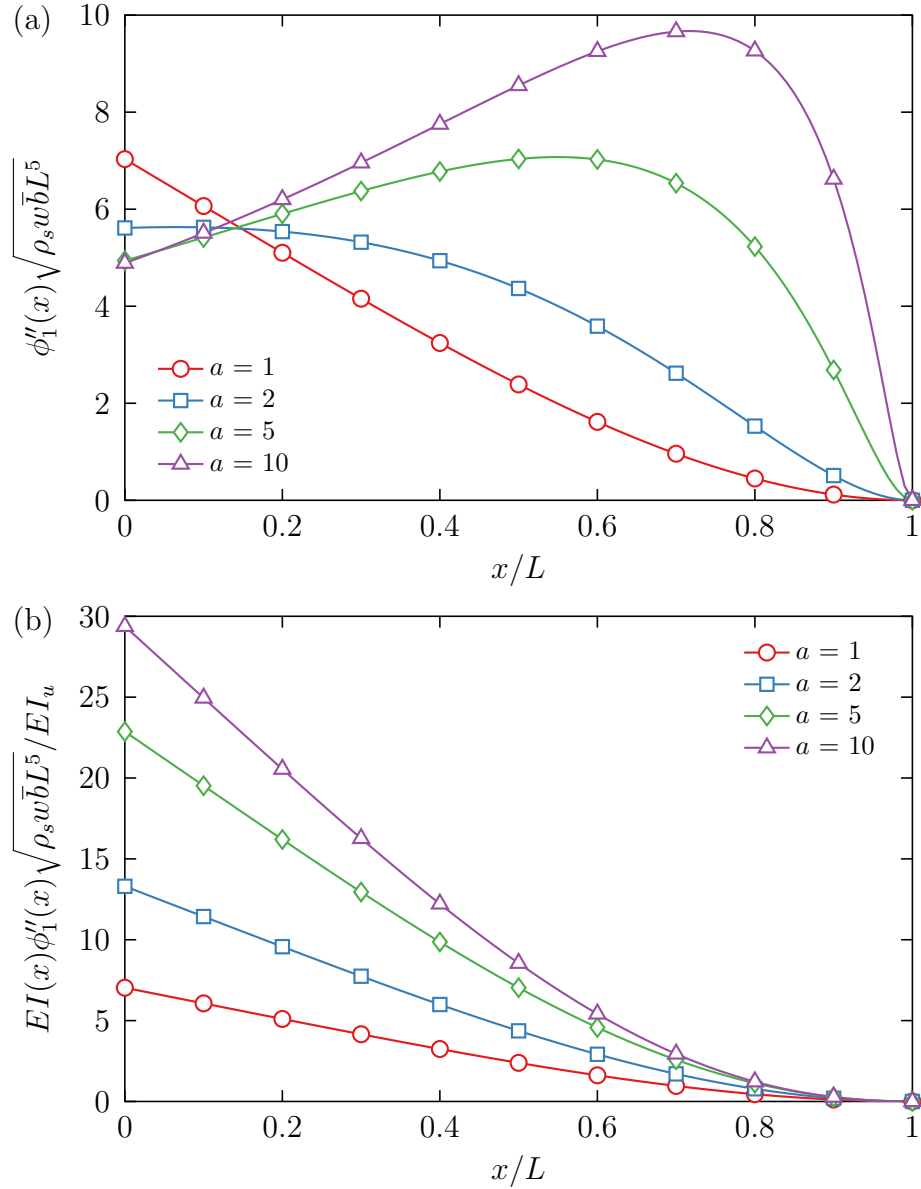 (a)
10
8
6
4
2
0
ϕ₁″(x)√(ρₛwb̄L⁵)
a = 1
a = 2
a = 5
a = 10
0 0.2 0.4 0.6 0.8 1
x/L
(b)
30
25
20
15
10
5
0
EI(x)ϕ₁″(x)√(ρₛwb̄L⁵)/EIᵤ
a = 1
a = 2
a = 5
a = 10
0 0.2 0.4 0.6 0.8 1
x/L